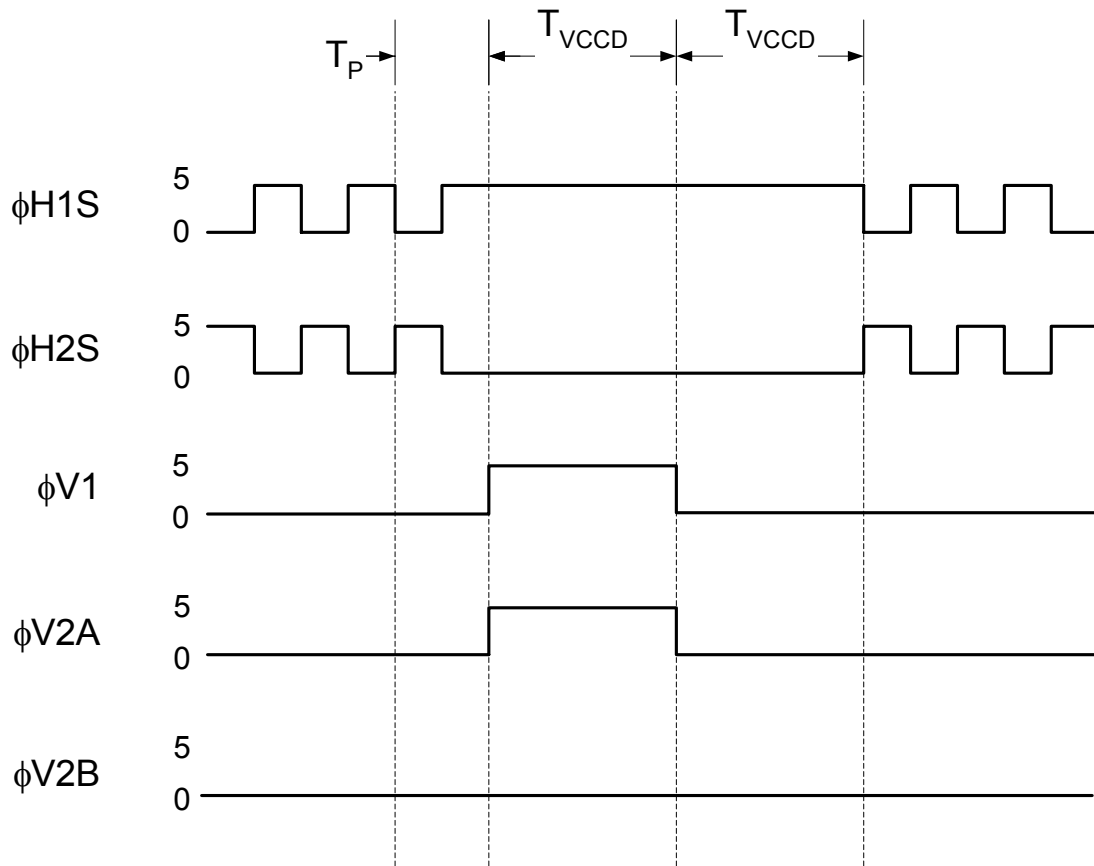 T_VCCD T_VCCD
T_P
ϕH1S 5
0
ϕH2S 5
0
ϕV1 5
0
ϕV2A 5
0
ϕV2B 5
0